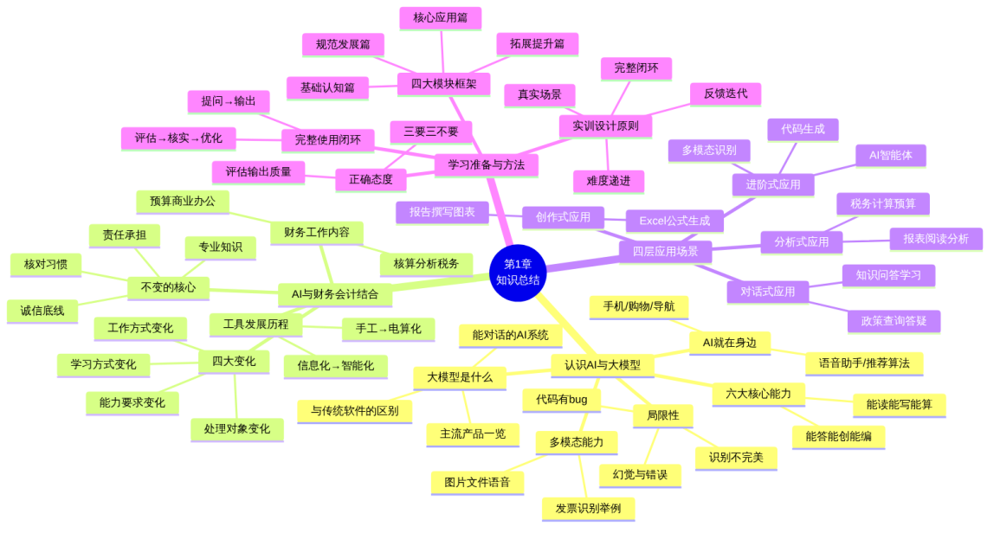 第1章
知识总结
学习准备与方法
四大模块框架
核心应用篇
规范发展篇
拓展提升篇
基础认知篇
实训设计原则
真实场景
完整闭环
反馈迭代
难度递进
完整使用闭环
提问→输出
评估→核实→优化
正确态度
三要三不要
评估输出质量
四层应用场景
进阶式应用
多模态识别
代码生成
AI智能体
创作式应用
报告撰写图表
Excel公式生成
分析式应用
税务计算预算
报表阅读分析
对话式应用
知识问答学习
政策查询答疑
AI与财务会计结合
财务工作内容
预算商业办公
核算分析税务
不变的核心
责任承担
专业知识
核对习惯
诚信底线
工具发展历程
手工→电算化
信息化→智能化
四大变化
工作方式变化
学习方式变化
能力要求变化
处理对象变化
认识AI与大模型
AI就在身边
手机/购物/导航
语音助手/推荐算法
六大核心能力
能读能写能算
能答能创能编
大模型是什么
能对话的AI系统
与传统软件的区别
主流产品一览
局限性
代码有bug
幻觉与错误
识别不完美
多模态能力
图片文件语音
发票识别举例